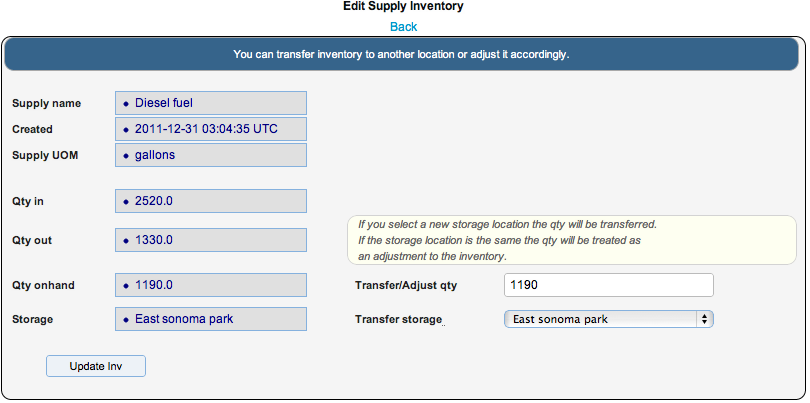 Edit Supply Inventory
Back
You can transfer inventory to another location or adjust it accordingly.
Supply name • Diesel fuel
Created • 2011-12-31 03:04:35 UTC
Supply UOM • gallons
Qty in • 2520.0
If you select a new storage location the qty will be transferred.
Qty out • 1330.0
If the storage location is the same the qty will be treated as
an adjustment to the inventory.
Qty onhand • 1190.0 Transfer/Adjust qty 1190
Storage • East sonoma park Transfer storage East sonoma park
Update Inv